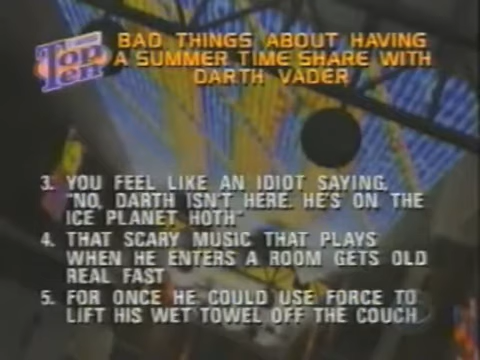 Top
Ten
BAD THINGS ABOUT HAVING
A SUMMER TIME SHARE WITH
DARTH VADER
3. YOU FEEL LIKE AN IDIOT SAYING,
"NO, DARTH ISN'T HERE. HE'S ON THE
ICE PLANET HOTH"
4. THAT SCARY MUSIC THAT PLAYS
WHEN HE ENTERS A ROOM GETS OLD
REAL FAST
5. FOR ONCE HE COULD USE FORCE TO
LIFT HIS WET TOWEL OFF THE COUCH